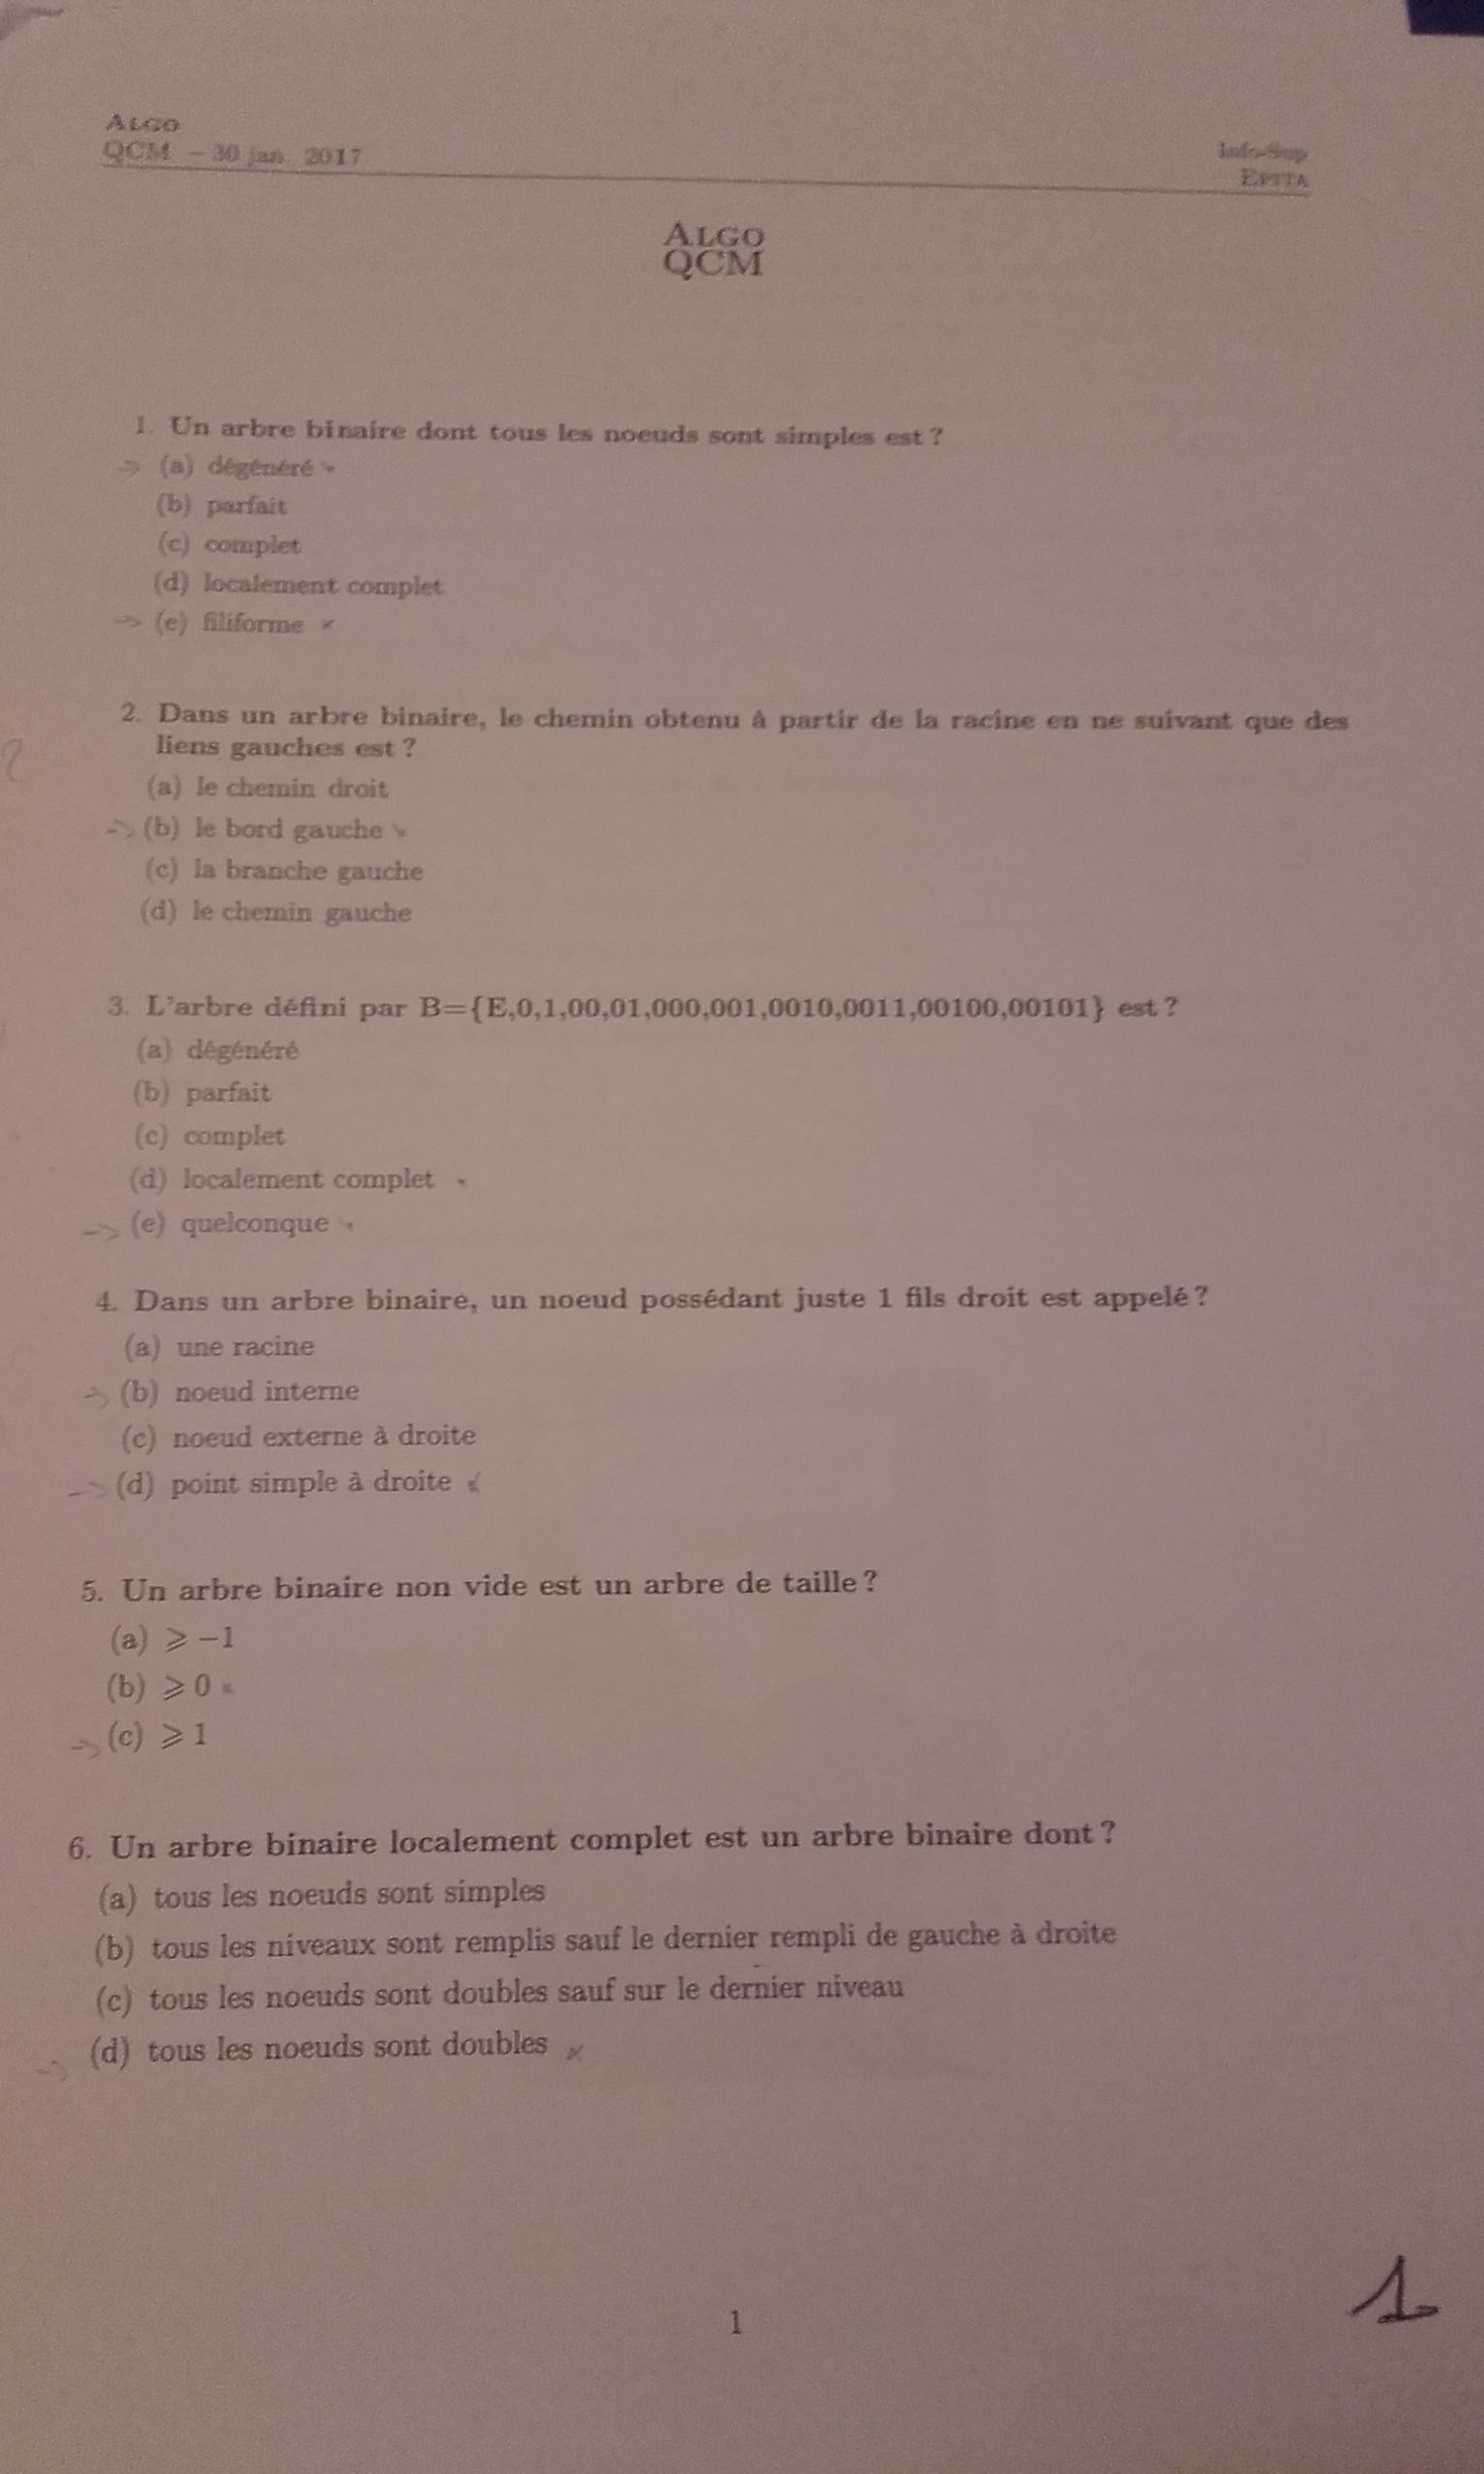 ALGO
QCM – 30 jan. 2017
Info-Sup
EPITA
ALGO
QCM
1. Un arbre binaire dont tous les noeuds sont simples est ?
(a) dégénéré
(b) parfait
(c) complet
(d) localement complet
(e) filiforme
2. Dans un arbre binaire, le chemin obtenu à partir de la racine en ne suivant que des
liens gauches est ?
(a) le chemin droit
(b) le bord gauche
(c) la branche gauche
(d) le chemin gauche
3. L'arbre défini par B={E,0,1,00,01,000,001,0010,0011,00100,00101} est ?
(a) dégénéré
(b) parfait
(c) complet
(d) localement complet
(e) quelconque
4. Dans un arbre binaire, un noeud possédant juste 1 fils droit est appelé ?
(a) une racine
(b) noeud interne
(c) noeud externe à droite
(d) point simple à droite
5. Un arbre binaire non vide est un arbre de taille ?
(a) ⩾ −1
(b) ⩾ 0
(c) ⩾ 1
6. Un arbre binaire localement complet est un arbre binaire dont ?
(a) tous les noeuds sont simples
(b) tous les niveaux sont remplis sauf le dernier rempli de gauche à droite
(c) tous les noeuds sont doubles sauf sur le dernier niveau
(d) tous les noeuds sont doubles
1
1